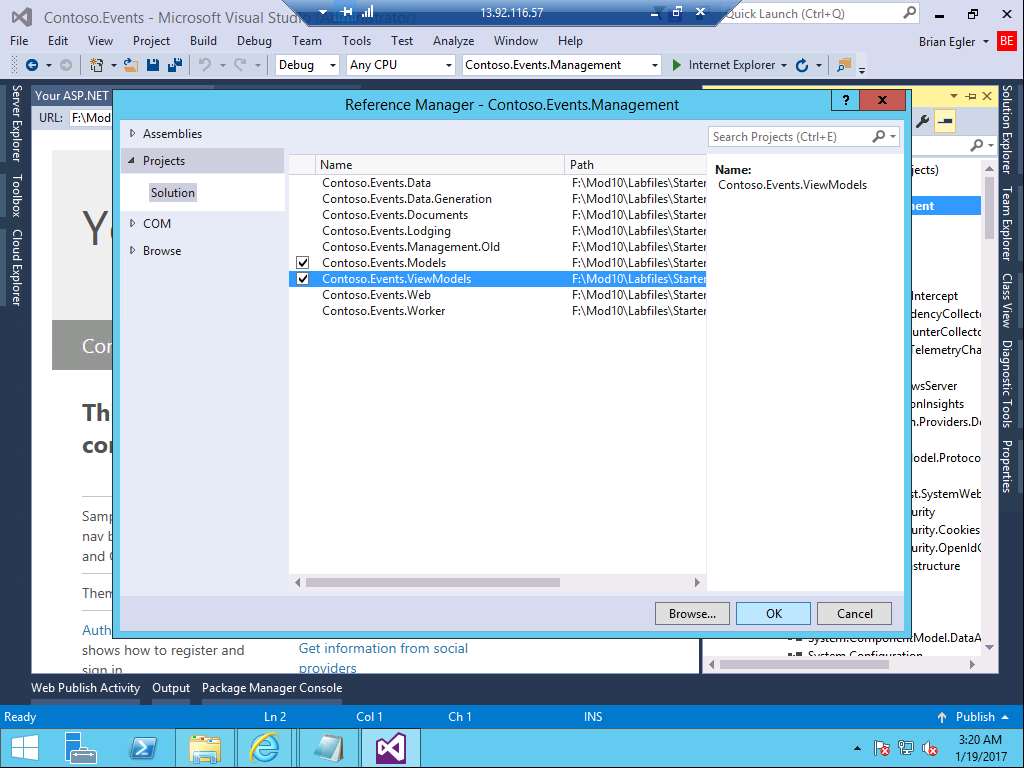 Contoso.Events - Microsoft Visual Studio (Administrator)
13.92.116.57
Quick Launch (Ctrl+Q)
File Edit View Project Build Debug Team Tools Test Analyze Window Help
Brian Egler
BE
Debug
Any CPU
Contoso.Events.Management
Internet Explorer
Server Explorer
Toolbox
Cloud Explorer
Your ASP.NET
URL: F:\Mod
Reference Manager - Contoso.Events.Management
?
x
Assemblies
Projects
Solution
COM
Browse
Search Projects (Ctrl+E)
Name Path
Contoso.Events.Data F:\Mod10\Labfiles\Starter
Contoso.Events.Data.Generation F:\Mod10\Labfiles\Starter
Contoso.Events.Documents F:\Mod10\Labfiles\Starter
Contoso.Events.Lodging F:\Mod10\Labfiles\Starter
Contoso.Events.Management.Old F:\Mod10\Labfiles\Starter
Contoso.Events.Models F:\Mod10\Labfiles\Starter
Contoso.Events.ViewModels F:\Mod10\Labfiles\Starter
Contoso.Events.Web F:\Mod10\Labfiles\Starter
Contoso.Events.Worker F:\Mod10\Labfiles\Starter
Name:
Contoso.Events.ViewModels
Browse... OK Cancel
Yo
Con
Th
con
Samp
nav b
and C
Them
Auth
shows how to register and
sign in
Get information from social
providers
jects)
ment
Intercept
dencyCollecto
unterCollecto
TelemetryCha
wsServer
onInsights
n.Providers.Do
odel.Protoco
st.SystemWeb
urity
urity.Cookies
urity.OpenIdC
structure
System.ComponentModel.DataA
System.Configuration
Solution Explorer
Team Explorer
Class View
Diagnostic Tools
Properties
Web Publish Activity Output Package Manager Console
Ready Ln 2 Col 1 Ch 1 INS Publish
3:20 AM
1/19/2017